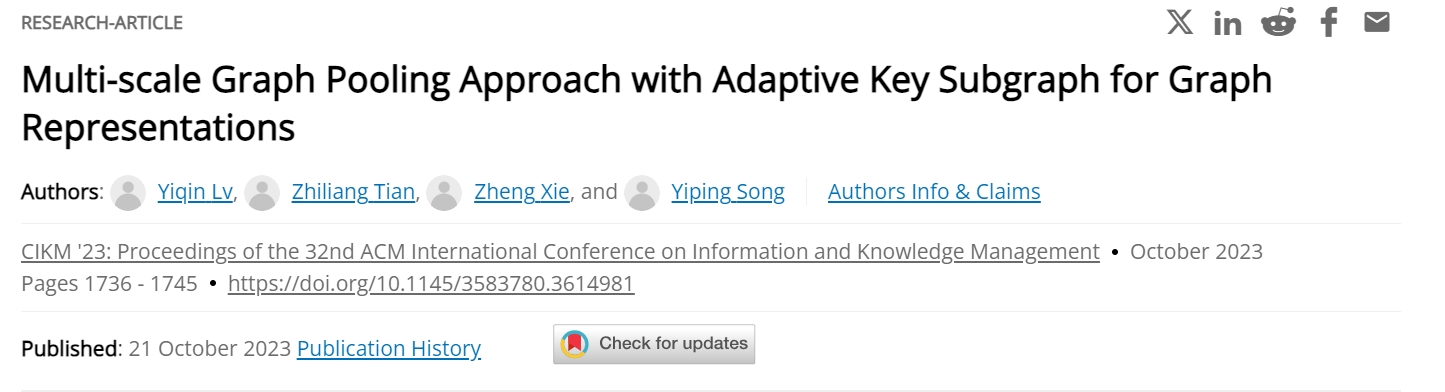 RESEARCH-ARTICLE
Multi-scale Graph Pooling Approach with Adaptive Key Subgraph for Graph
Representations
Authors: Yiqin Lv, Zhiliang Tian, Zheng Xie, and Yiping Song Authors Info & Claims
CIKM '23: Proceedings of the 32nd ACM International Conference on Information and Knowledge Management • October 2023
Pages 1736 - 1745 • https://doi.org/10.1145/3583780.3614981
Published: 21 October 2023 Publication History Check for updates